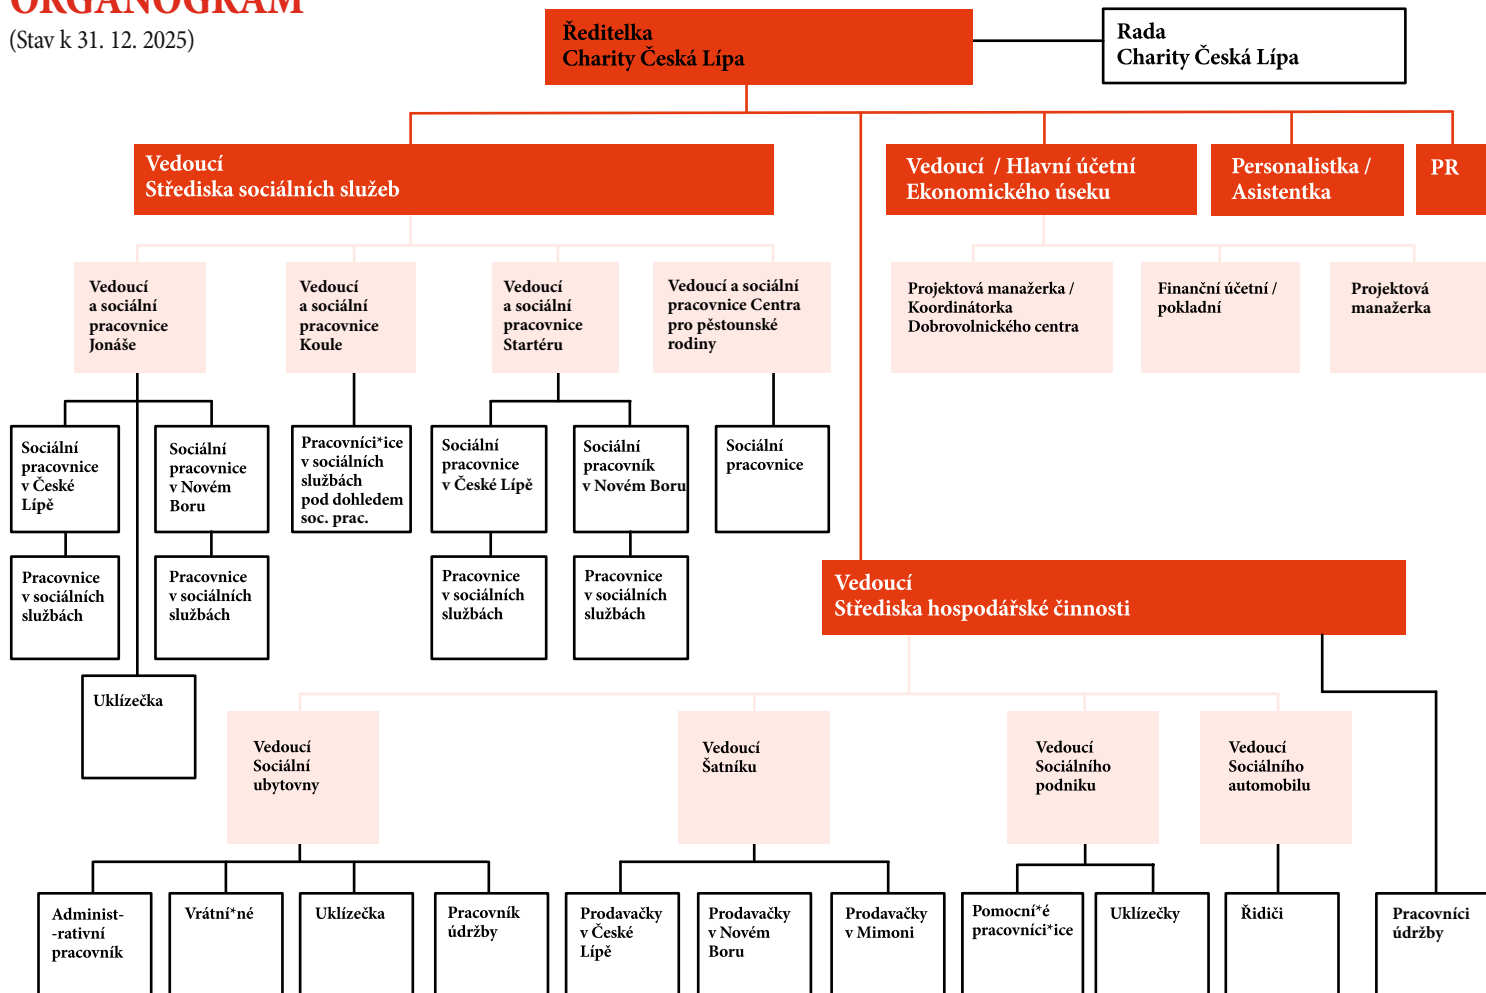 ORGANOGRAM
(Stav k 31. 12. 2025)
Ředitelka
Charity Česká Lípa
Rada
Charity Česká Lípa
Vedoucí
Střediska sociálních služeb
Vedoucí / Hlavní účetní
Ekonomického úseku
Personalistka /
Asistentka
PR
Vedoucí
a sociální
pracovnice
Jonáše
Vedoucí
a sociální
pracovnice
Koule
Vedoucí
a sociální
pracovnice
Startéru
Vedoucí a sociální
pracovnice Centra
pro pěstounské
rodiny
Projektová manažerka /
Koordinátorka
Dobrovolnického centra
Finanční účetní /
pokladní
Projektová
manažerka
Sociální
pracovnice
v České
Lípě
Sociální
pracovnice
v Novém
Boru
Pracovníci*ice
v sociálních
službách
pod dohledem
soc. prac.
Sociální
pracovnice
v České Lípě
Sociální
pracovník
v Novém Boru
Sociální
pracovnice
Pracovnice
v sociálních
službách
Pracovnice
v sociálních
službách
Pracovnice
v sociálních
službách
Pracovnice
v sociálních
službách
Uklízečka
Vedoucí
Střediska hospodářské činnosti
Vedoucí
Sociální
ubytovny
Vedoucí
Šatníku
Vedoucí
Sociálního
podniku
Vedoucí
Sociálního
automobilu
Administ-
-rativní
pracovník
Vrátní*né
Uklízečka
Pracovník
údržby
Prodavačky
v České
Lípě
Prodavačky
v Novém
Boru
Prodavačky
v Mimoni
Pomocní*é
pracovníci*ice
Uklízečky
Řidiči
Pracovníci
údržby